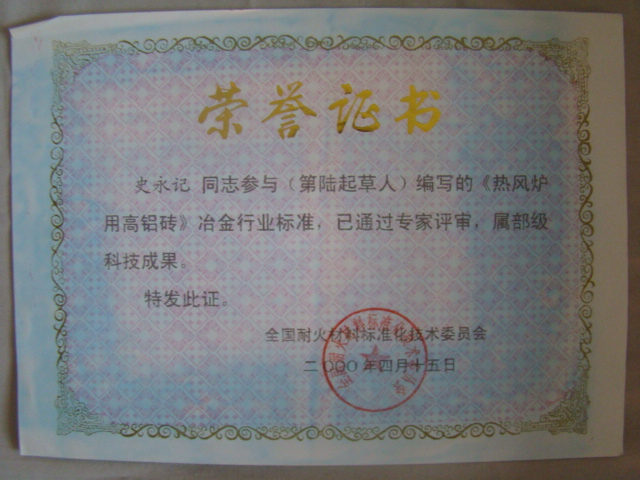 荣誉证书
史永记 同志参与（第陆起草人）编写的《热风炉
用高铝砖》冶金行业标准，已通过专家评审，属部级
科技成果。
特发此证。
全国耐火材料标准化技术委员会
二〇〇〇年四月十五日